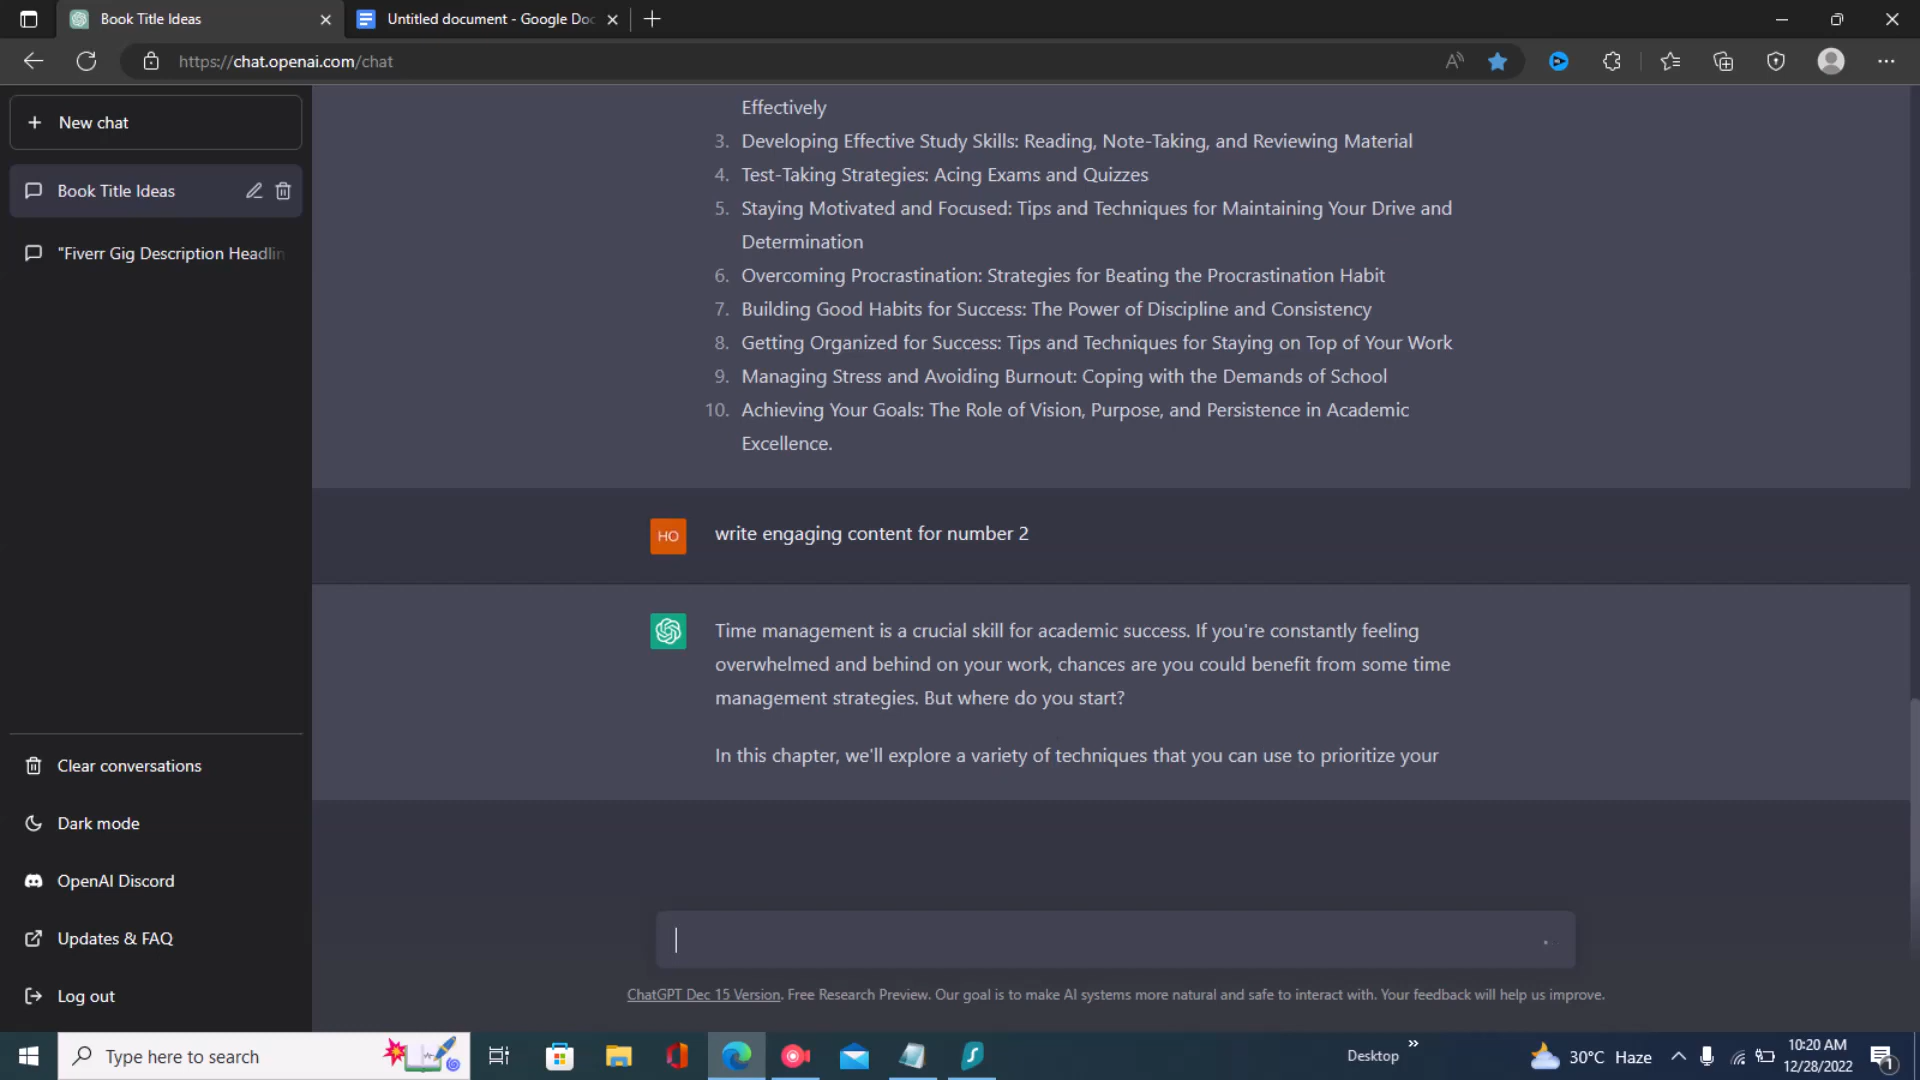 Book Title Ideas
Untitled document - Google Doc
https://chat.openai.com/chat
New chat
Book Title Ideas
"Fiverr Gig Description Headlin
Clear conversations
Dark mode
OpenAI Discord
Updates & FAQ
Log out
Effectively
3. Developing Effective Study Skills: Reading, Note-Taking, and Reviewing Material
4. Test-Taking Strategies: Acing Exams and Quizzes
5. Staying Motivated and Focused: Tips and Techniques for Maintaining Your Drive and
Determination
6. Overcoming Procrastination: Strategies for Beating the Procrastination Habit
7. Building Good Habits for Success: The Power of Discipline and Consistency
8. Getting Organized for Success: Tips and Techniques for Staying on Top of Your Work
9. Managing Stress and Avoiding Burnout: Coping with the Demands of School
10. Achieving Your Goals: The Role of Vision, Purpose, and Persistence in Academic
Excellence.
HO
write engaging content for number 2
Time management is a crucial skill for academic success. If you're constantly feeling
overwhelmed and behind on your work, chances are you could benefit from some time
management strategies. But where do you start?
In this chapter, we'll explore a variety of techniques that you can use to prioritize your
ChatGPT Dec 15 Version. Free Research Preview. Our goal is to make AI systems more natural and safe to interact with. Your feedback will help us improve.
Type here to search
Desktop
30°C Haze
10:20 AM
12/28/2022
1